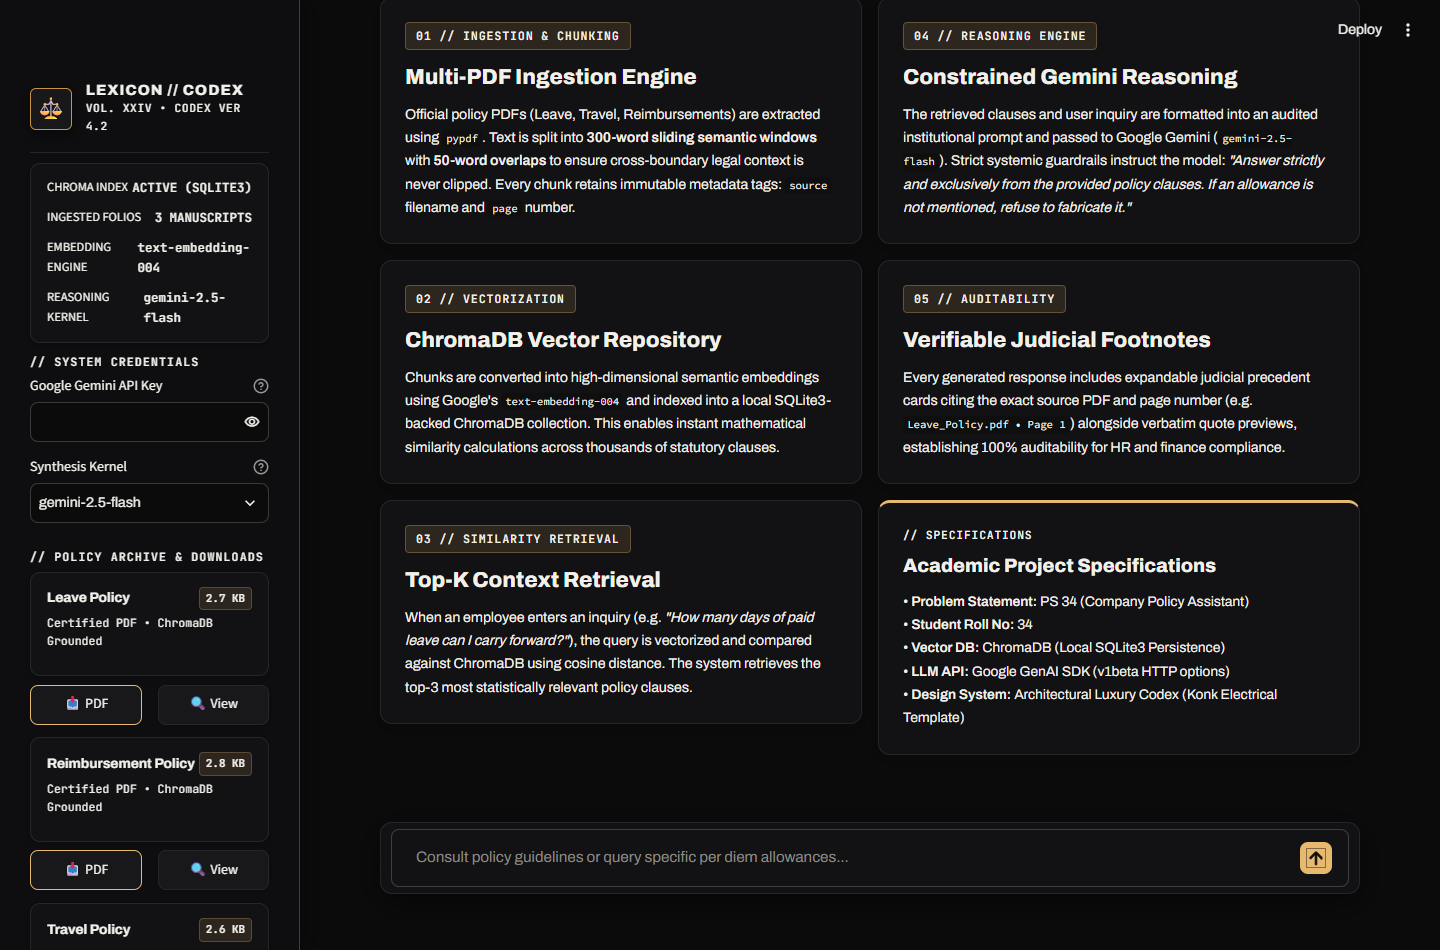 LEXICON // CODEX
VOL. XXIV • CODEX VER
4.2
CHROMA INDEX ACTIVE (SQLITE3)
INGESTED FOLIOS 3 MANUSCRIPTS
EMBEDDING ENGINE text-embedding-004
REASONING KERNEL gemini-2.5-flash
// SYSTEM CREDENTIALS
Google Gemini API Key
Synthesis Kernel
gemini-2.5-flash
// POLICY ARCHIVE & DOWNLOADS
Leave Policy 2.7 KB
Certified PDF • ChromaDB
Grounded
PDF View
Reimbursement Policy 2.8 KB
Certified PDF • ChromaDB
Grounded
PDF View
Travel Policy 2.6 KB
Deploy
01 // INGESTION & CHUNKING
Multi-PDF Ingestion Engine
Official policy PDFs (Leave, Travel, Reimbursements) are extracted
using pypdf . Text is split into 300-word sliding semantic windows
with 50-word overlaps to ensure cross-boundary legal context is
never clipped. Every chunk retains immutable metadata tags: source
filename and page number.
02 // VECTORIZATION
ChromaDB Vector Repository
Chunks are converted into high-dimensional semantic embeddings
using Google's text-embedding-004 and indexed into a local SQLite3-
backed ChromaDB collection. This enables instant mathematical
similarity calculations across thousands of statutory clauses.
03 // SIMILARITY RETRIEVAL
Top-K Context Retrieval
When an employee enters an inquiry (e.g. "How many days of paid
leave can I carry forward?"), the query is vectorized and compared
against ChromaDB using cosine distance. The system retrieves the
top-3 most statistically relevant policy clauses.
04 // REASONING ENGINE
Constrained Gemini Reasoning
The retrieved clauses and user inquiry are formatted into an audited
institutional prompt and passed to Google Gemini ( gemini-2.5-
flash ). Strict systemic guardrails instruct the model: "Answer strictly
and exclusively from the provided policy clauses. If an allowance is
not mentioned, refuse to fabricate it."
05 // AUDITABILITY
Verifiable Judicial Footnotes
Every generated response includes expandable judicial precedent
cards citing the exact source PDF and page number (e.g.
Leave_Policy.pdf • Page 1 ) alongside verbatim quote previews,
establishing 100% auditability for HR and finance compliance.
// SPECIFICATIONS
Academic Project Specifications
• Problem Statement: PS 34 (Company Policy Assistant)
• Student Roll No: 34
• Vector DB: ChromaDB (Local SQLite3 Persistence)
• LLM API: Google GenAI SDK (v1beta HTTP options)
• Design System: Architectural Luxury Codex (Konk Electrical
Template)
Consult policy guidelines or query specific per diem allowances...